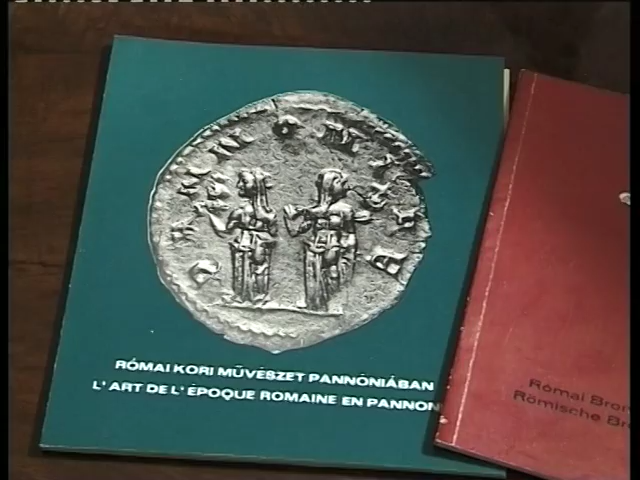 RÓMAI KORI MŰVÉSZET PANNÓNIÁBAN
L' ART DE L' ÉPOQUE ROMAINE EN PANNON
Római Bron
Römische Br